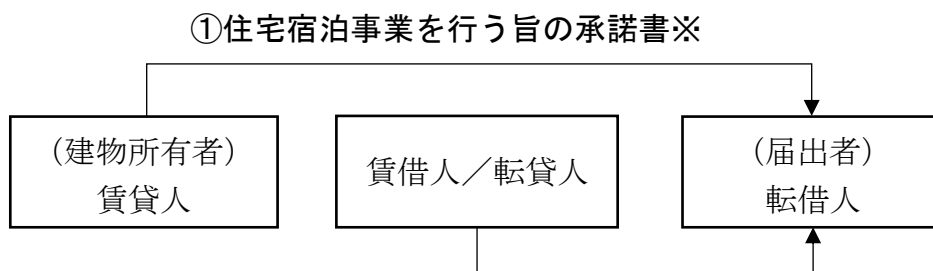 ①住宅宿泊事業を行う旨の承諾書※
（建物所有者）
賃貸人
賃借人／転貸人
（届出者）
転借人